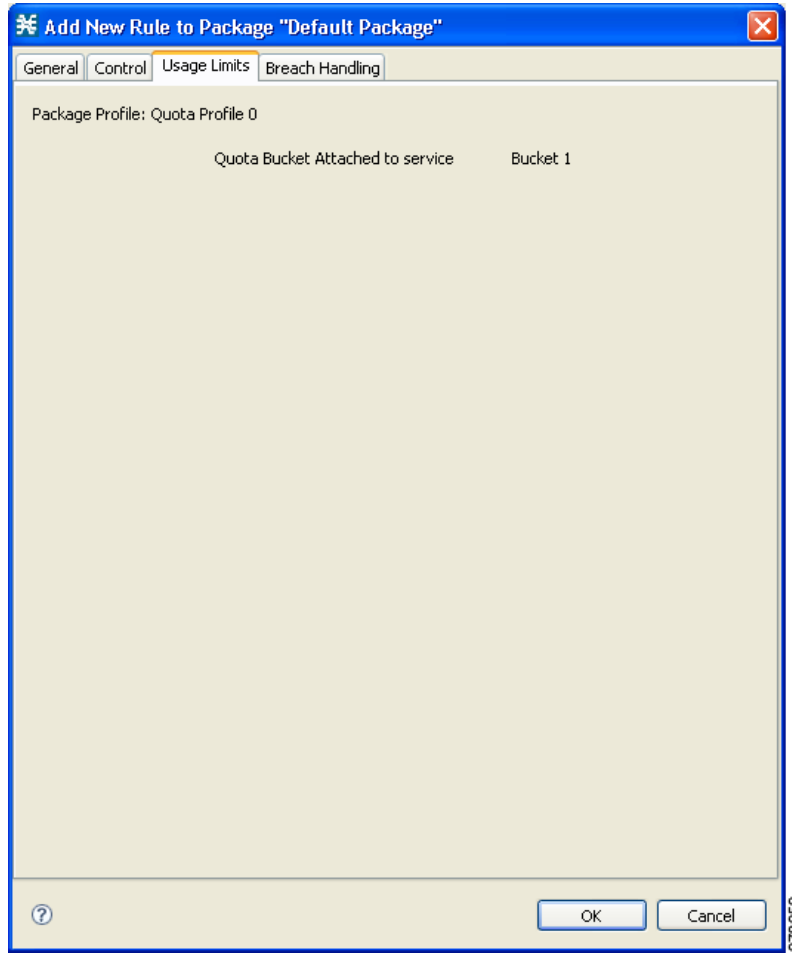 Add New Rule to Package "Default Package"
General Control Usage Limits Breach Handling
Package Profile: Quota Profile 0
Quota Bucket Attached to service Bucket 1
? OK Cancel